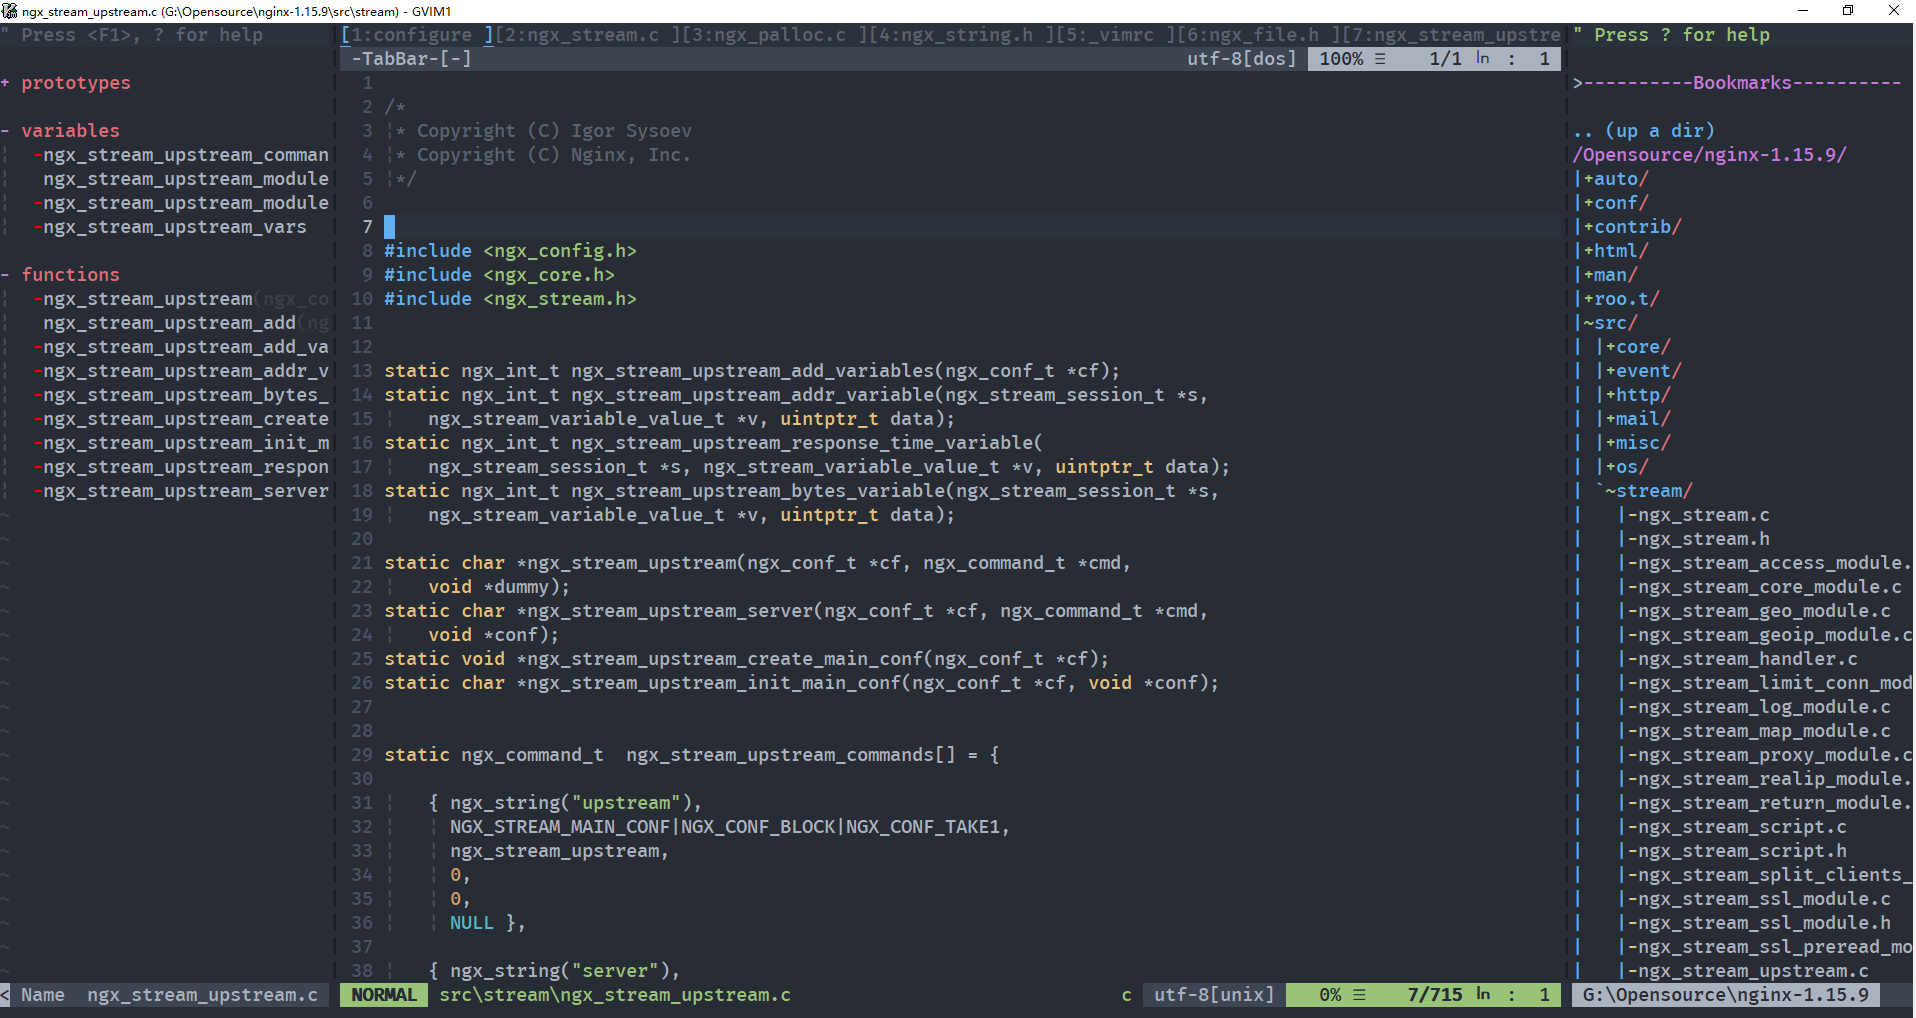 ngx_stream_upstream.c (G:\Opensource\nginx-1.15.9\src\stream) - GVIM1
" Press <F1>, ? for help
+ prototypes
- variables
-ngx_stream_upstream_comman
ngx_stream_upstream_module
-ngx_stream_upstream_module
-ngx_stream_upstream_vars
- functions
-ngx_stream_upstream(ngx_co
ngx_stream_upstream_add(ng
-ngx_stream_upstream_add_va
-ngx_stream_upstream_addr_v
-ngx_stream_upstream_bytes_
-ngx_stream_upstream_create
-ngx_stream_upstream_init_m
-ngx_stream_upstream_respon
-ngx_stream_upstream_server
< Name ngx_stream_upstream.c
[1:configure ][2:ngx_stream.c ][3:ngx_palloc.c ][4:ngx_string.h ][5:_vimrc ][6:ngx_file.h ][7:ngx_stream_upstre
-TabBar-[-] utf-8[dos] 100% ☰ 1/1 ln : 1
1
2 /*
3 * Copyright (C) Igor Sysoev
4 * Copyright (C) Nginx, Inc.
5 */
6
7
8 #include <ngx_config.h>
9 #include <ngx_core.h>
10 #include <ngx_stream.h>
11
12
13 static ngx_int_t ngx_stream_upstream_add_variables(ngx_conf_t *cf);
14 static ngx_int_t ngx_stream_upstream_addr_variable(ngx_stream_session_t *s,
15 ngx_stream_variable_value_t *v, uintptr_t data);
16 static ngx_int_t ngx_stream_upstream_response_time_variable(
17 ngx_stream_session_t *s, ngx_stream_variable_value_t *v, uintptr_t data);
18 static ngx_int_t ngx_stream_upstream_bytes_variable(ngx_stream_session_t *s,
19 ngx_stream_variable_value_t *v, uintptr_t data);
20
21 static char *ngx_stream_upstream(ngx_conf_t *cf, ngx_command_t *cmd,
22 void *dummy);
23 static char *ngx_stream_upstream_server(ngx_conf_t *cf, ngx_command_t *cmd,
24 void *conf);
25 static void *ngx_stream_upstream_create_main_conf(ngx_conf_t *cf);
26 static char *ngx_stream_upstream_init_main_conf(ngx_conf_t *cf, void *conf);
27
28
29 static ngx_command_t ngx_stream_upstream_commands[] = {
30
31 { ngx_string("upstream"),
32 NGX_STREAM_MAIN_CONF|NGX_CONF_BLOCK|NGX_CONF_TAKE1,
33 ngx_stream_upstream,
34 0,
35 0,
36 NULL },
37
38 { ngx_string("server"),
NORMAL src\stream\ngx_stream_upstream.c c utf-8[unix] 0% ☰ 7/715 ln : 1
" Press ? for help
>----------Bookmarks----------
.. (up a dir)
/Opensource/nginx-1.15.9/
|+auto/
|+conf/
|+contrib/
|+html/
|+man/
|+roo.t/
|~src/
| |+core/
| |+event/
| |+http/
| |+mail/
| |+misc/
| |+os/
| `~stream/
| |-ngx_stream.c
| |-ngx_stream.h
| |-ngx_stream_access_module.
| |-ngx_stream_core_module.c
| |-ngx_stream_geo_module.c
| |-ngx_stream_geoip_module.c
| |-ngx_stream_handler.c
| |-ngx_stream_limit_conn_mod
| |-ngx_stream_log_module.c
| |-ngx_stream_map_module.c
| |-ngx_stream_proxy_module.c
| |-ngx_stream_realip_module.
| |-ngx_stream_return_module.
| |-ngx_stream_script.c
| |-ngx_stream_script.h
| |-ngx_stream_split_clients_
| |-ngx_stream_ssl_module.c
| |-ngx_stream_ssl_module.h
| |-ngx_stream_ssl_preread_mo
| |-ngx_stream_upstream.c
G:\Opensource\nginx-1.15.9